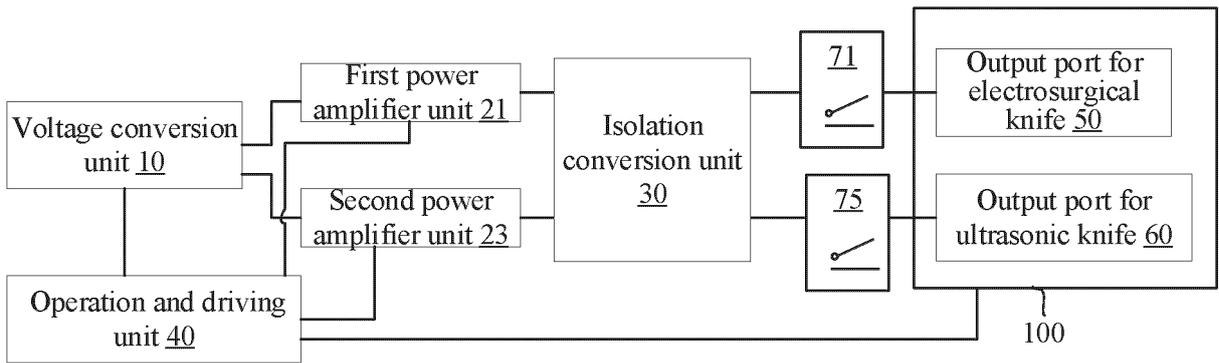 Voltage conversion
unit 10
First power
amplifier unit 21
Second power
amplifier unit 23
Operation and driving
unit 40
Isolation
conversion unit
30
71
75
Output port for
electrosurgical
knife 50
Output port for
ultrasonic knife 60
100